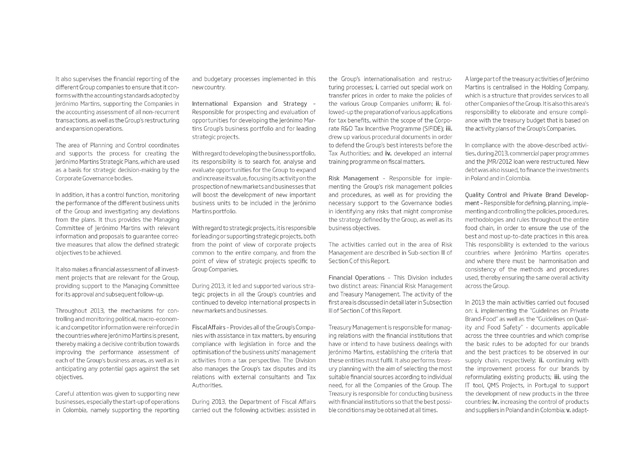 It also supervises the financial reporting of the
different Group companies to ensure that it con-
forms with the accounting standards adopted by
Jerónimo Martins, supporting the Companies in
the accounting assessment of all non-recurrent
transactions, as well as the Group's restructuring
and expansion operations.
The area of Planning and Control coordinates
and supports the process for creating the
Jerónimo Martins Strategic Plans, which are used
as a basis for strategic decision-making by the
Corporate Governance bodies.
In addition, it has a control function, monitoring
the performance of the different business units
of the Group and investigating any deviations
from the plans. It thus provides the Managing
Committee of Jerónimo Martins with relevant
information and proposals to guarantee correc-
tive measures that allow the defined strategic
objectives to be achieved.
It also makes a financial assessment of all invest-
ment projects that are relevant for the Group,
providing support to the Managing Committee
for its approval and subsequent follow-up.
Throughout 2013, the mechanisms for con-
trolling and monitoring political, macro-econom-
ic, and competitor information were reinforced in
the countries where Jerónimo Martins is present,
thereby making a decisive contribution towards
improving the performance assessment of
each of the Group's business areas, as well as in
anticipating any potential gaps against the set
objectives.
Careful attention was given to supporting new
businesses, especially the start-up of operations
in Colombia, namely supporting the reporting
and budgetary processes implemented in this
new country.
International Expansion and Strategy -
Responsible for prospecting and evaluation of
opportunities for developing the Jerónimo Mar-
tins Group's business portfolio and for leading
strategic projects.
With regard to developing the business portfolio,
its responsibility is to search for, analyse and
evaluate opportunities for the Group to expand
and increase its value, focusing its activity on the
prospection of new markets and businesses that
will boost the development of new important
business units to be included in the Jerónimo
Martins portfolio.
With regard to strategic projects, it is responsible
for leading or supporting strategic projects, both
from the point of view of corporate projects
common to the entire company, and from the
point of view of strategic projects specific to
Group Companies.
During 2013, it led and supported various stra-
tegic projects in all the Group's countries and
continued to develop international prospects in
new markets and businesses.
Fiscal Affairs - Provides all of the Group's Compa-
nies with assistance in tax matters, by ensuring
compliance with legislation in force and the
optimisation of the business units' management
activities from a tax perspective. The Division
also manages the Group's tax disputes and its
relations with external consultants and Tax
Authorities.
During 2013, the Department of Fiscal Affairs
carried out the following activities: assisted in
the Group's internationalisation and restruc-
turing processes; i. carried out special work on
transfer prices in order to make the policies of
the various Group Companies uniform; ii. fol-
lowed-up the preparation of various applications
for tax benefits, within the scope of the Corpo-
rate R&D Tax Incentive Programme (SIFIDE); iii.
drew up various procedural documents in order
to defend the Group's best interests before the
Tax Authorities; and iv. developed an internal
training programme on fiscal matters.
Risk Management - Responsible for imple-
menting the Group's risk management policies
and procedures, as well as for providing the
necessary support to the Governance bodies
in identifying any risks that might compromise
the strategy defined by the Group, as well as its
business objectives.
The activities carried out in the area of Risk
Management are described in Sub-section III of
Section C of this Report.
Financial Operations - This Division includes
two distinct areas: Financial Risk Management
and Treasury Management. The activity of the
first area is discussed in detail later in Subsection
III of Section C of this Report.
Treasury Management is responsible for manag-
ing relations with the financial institutions that
have or intend to have business dealings with
Jerónimo Martins, establishing the criteria that
these entities must fulfil. It also performs treas-
ury planning with the aim of selecting the most
suitable financial sources according to individual
need, for all the Companies of the Group. The
Treasury is responsible for conducting business
with financial institutions so that the best possi-
ble conditions may be obtained at all times.
A large part of the treasury activities of Jerónimo
Martins is centralised in the Holding Company,
which is a structure that provides services to all
other Companies of the Group. It is also this area's
responsibility to elaborate and ensure compli-
ance with the treasury budget that is based on
the activity plans of the Group's Companies.
In compliance with the above-described activi-
ties, during 2013, commercial paper programmes
and the JMR/2012 loan were restructured. New
debt was also issued, to finance the investments
in Poland and in Colombia.
Quality Control and Private Brand Develop-
ment - Responsible for defining, planning, imple-
menting and controlling the policies, procedures,
methodologies and rules throughout the entire
food chain, in order to ensure the use of the
best and most up-to-date practices in this area.
This responsibility is extended to the various
countries where Jerónimo Martins operates
and where there must be harmonisation and
consistency of the methods and procedures
used, thereby ensuring the same overall activity
across the Group.
In 2013 the main activities carried out focused
on: i. implementing the "Guidelines on Private
Brand-Food" as well as the "Guidelines on Qual-
ity and Food Safety" - documents applicable
across the three countries and which comprise
the basic rules to be adopted for our brands
and the best practices to be observed in our
supply chain, respectively; ii. continuing with
the improvement process for our brands by
reformulating existing products; iii. using the
IT tool, QMS Projects, in Portugal to support
the development of new products in the three
countries; iv. increasing the control of products
and suppliers in Poland and in Colombia; v. adapt-